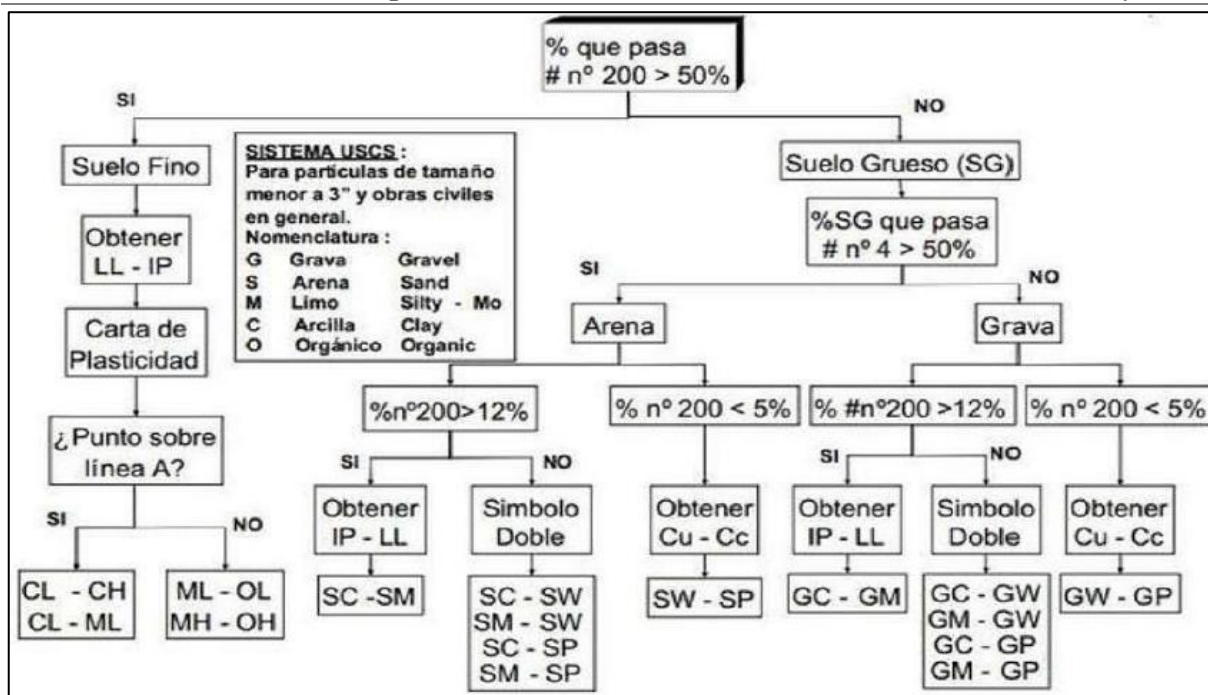 % que pasa
# nº 200 > 50%
SI
NO
Suelo Fino
Obtener
LL - IP
Carta de
Plasticidad
¿Punto sobre
línea A?
SI
NO
CL - CH
CL - ML
ML - OL
MH - OH
SISTEMA USCS :
Para particulas de tamaño
menor a 3" y obras civiles
en general.
Nomenclatura :
G Grava Gravel
S Arena Sand
M Limo Silty - Mo
C Arcilla Clay
O Orgánico Organic
Suelo Grueso (SG)
%SG que pasa
# nº 4 > 50%
SI
NO
Arena
Grava
%nº200>12%
% nº 200 < 5%
% #nº200 >12%
% nº 200 < 5%
SI
NO
SI
NO
Obtener
IP - LL
Simbolo
Doble
Obtener
Cu - Cc
Obtener
IP - LL
Simbolo
Doble
Obtener
Cu - Cc
SC -SM
SC - SW
SM - SW
SC - SP
SM - SP
SW - SP
GC - GM
GC - GW
GM - GW
GC - GP
GM - GP
GW - GP